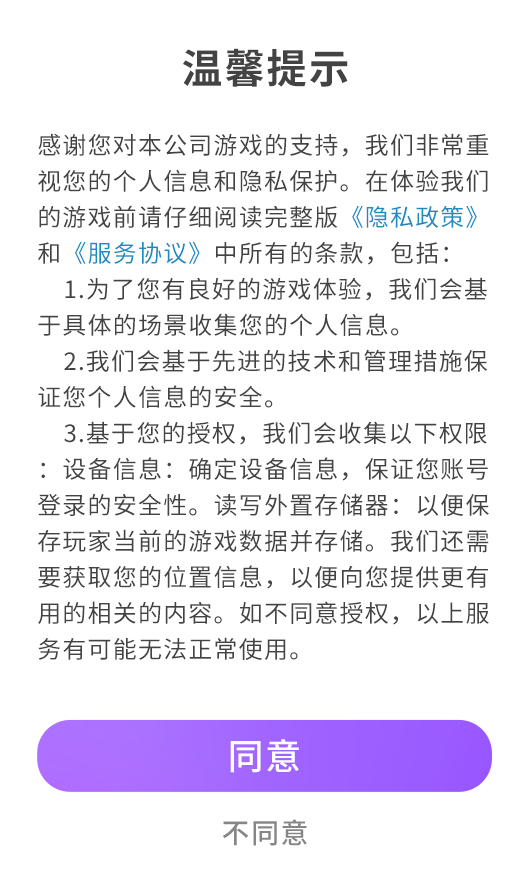 温馨提示
感谢您对本公司游戏的支持，我们非常重
视您的个人信息和隐私保护。在体验我们
的游戏前请仔细阅读完整版《隐私政策》
和《服务协议》中所有的条款，包括：
1.为了您有良好的游戏体验，我们会基
于具体的场景收集您的个人信息。
2.我们会基于先进的技术和管理措施保
证您个人信息的安全。
3.基于您的授权，我们会收集以下权限
：设备信息：确定设备信息，保证您账号
登录的安全性。读写外置存储器：以便保
存玩家当前的游戏数据并存储。我们还需
要获取您的位置信息，以便向您提供更有
用的相关的内容。如不同意授权，以上服
务有可能无法正常使用。
同意
不同意